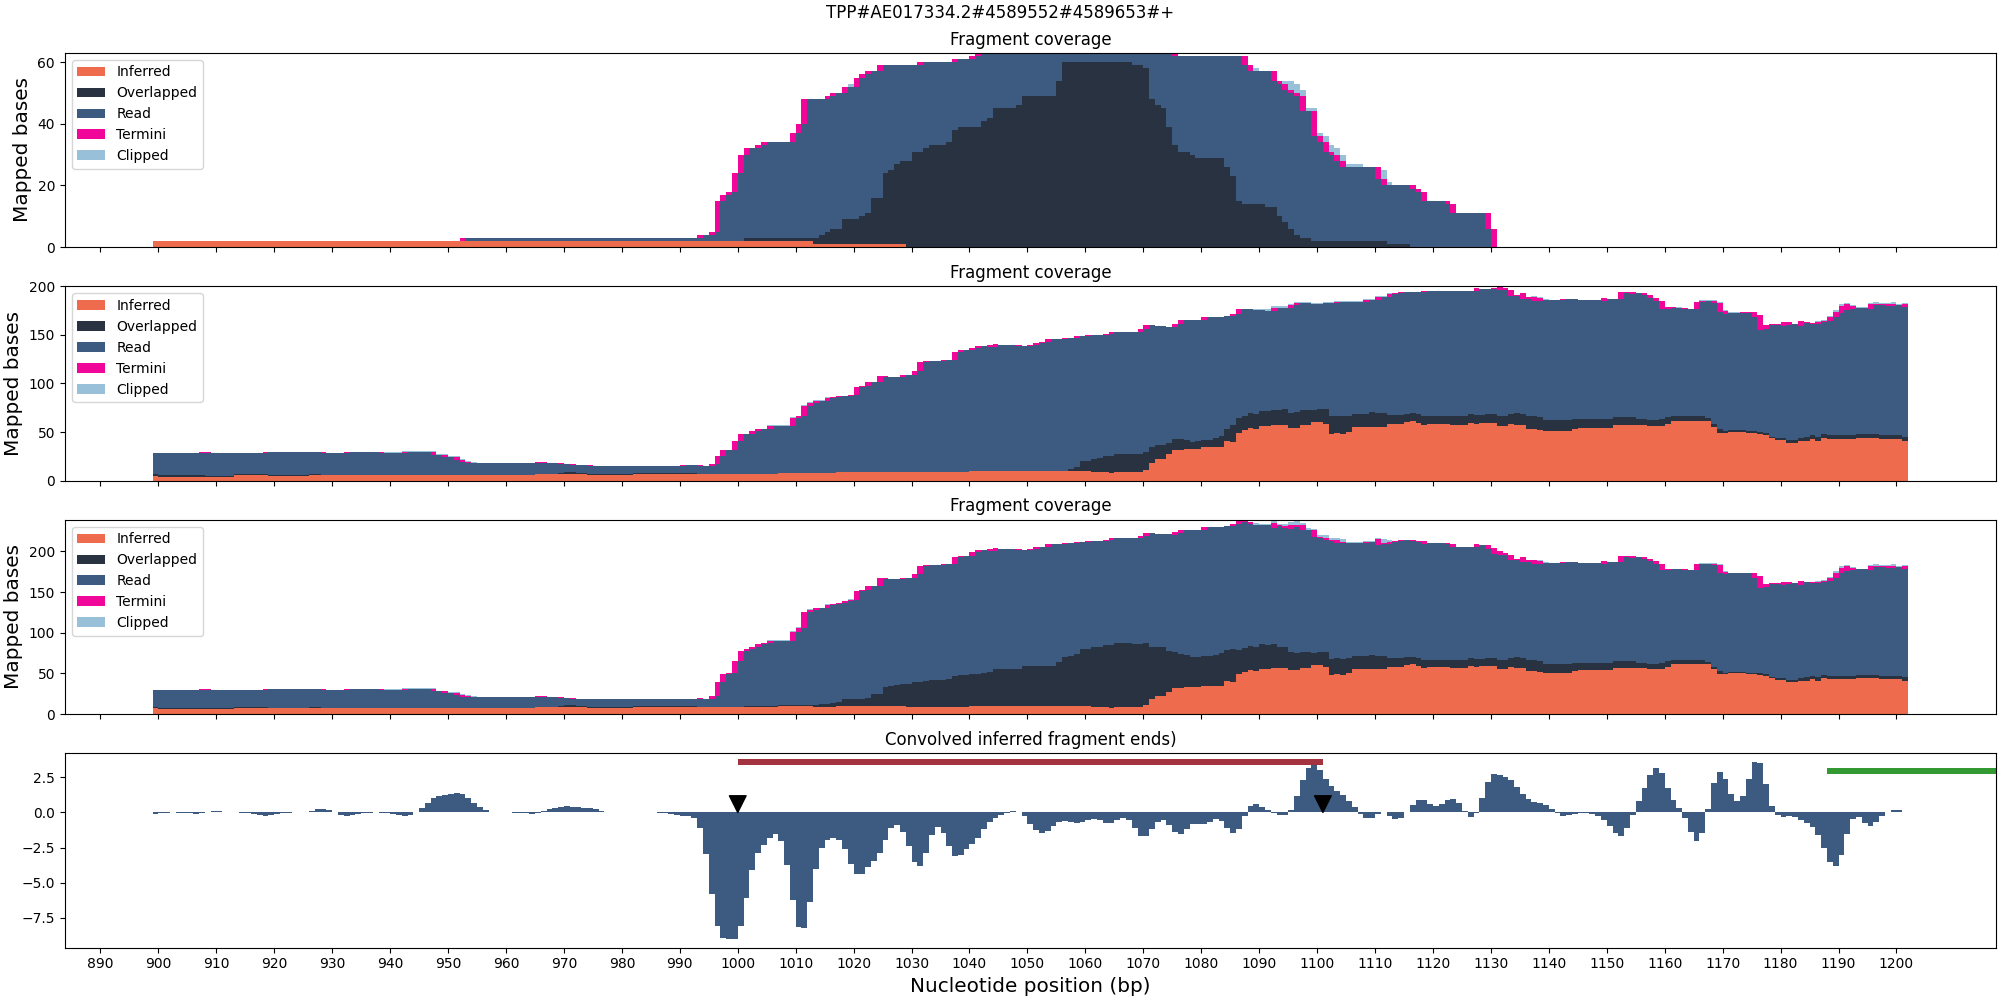 TPP#AE017334.2#4589552#4589653#+
Fragment coverage
Mapped bases
60
40
20
0
Inferred
Overlapped
Read
Termini
Clipped
Fragment coverage
Mapped bases
200
150
100
50
0
Inferred
Overlapped
Read
Termini
Clipped
Fragment coverage
Mapped bases
200
150
100
50
0
Inferred
Overlapped
Read
Termini
Clipped
Convolved inferred fragment ends)
2.5
0.0
−2.5
−5.0
−7.5
890 900 910 920 930 940 950 960 970 980 990 1000 1010 1020 1030 1040 1050 1060 1070 1080 1090 1100 1110 1120 1130 1140 1150 1160 1170 1180 1190 1200
Nucleotide position (bp)